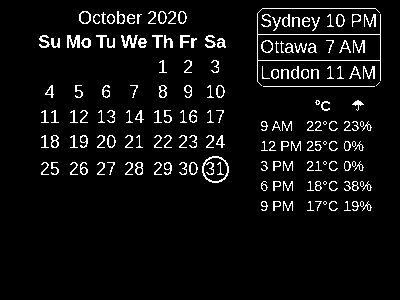 October 2020
Su Mo Tu We Th Fr Sa
1 2 3
4 5 6 7 8 9 10
11 12 13 14 15 16 17
18 19 20 21 22 23 24
25 26 27 28 29 30 31
Sydney 10 PM
Ottawa 7 AM
London 11 AM
°C
9 AM 22°C 23%
12 PM 25°C 0%
3 PM 21°C 0%
6 PM 18°C 38%
9 PM 17°C 19%